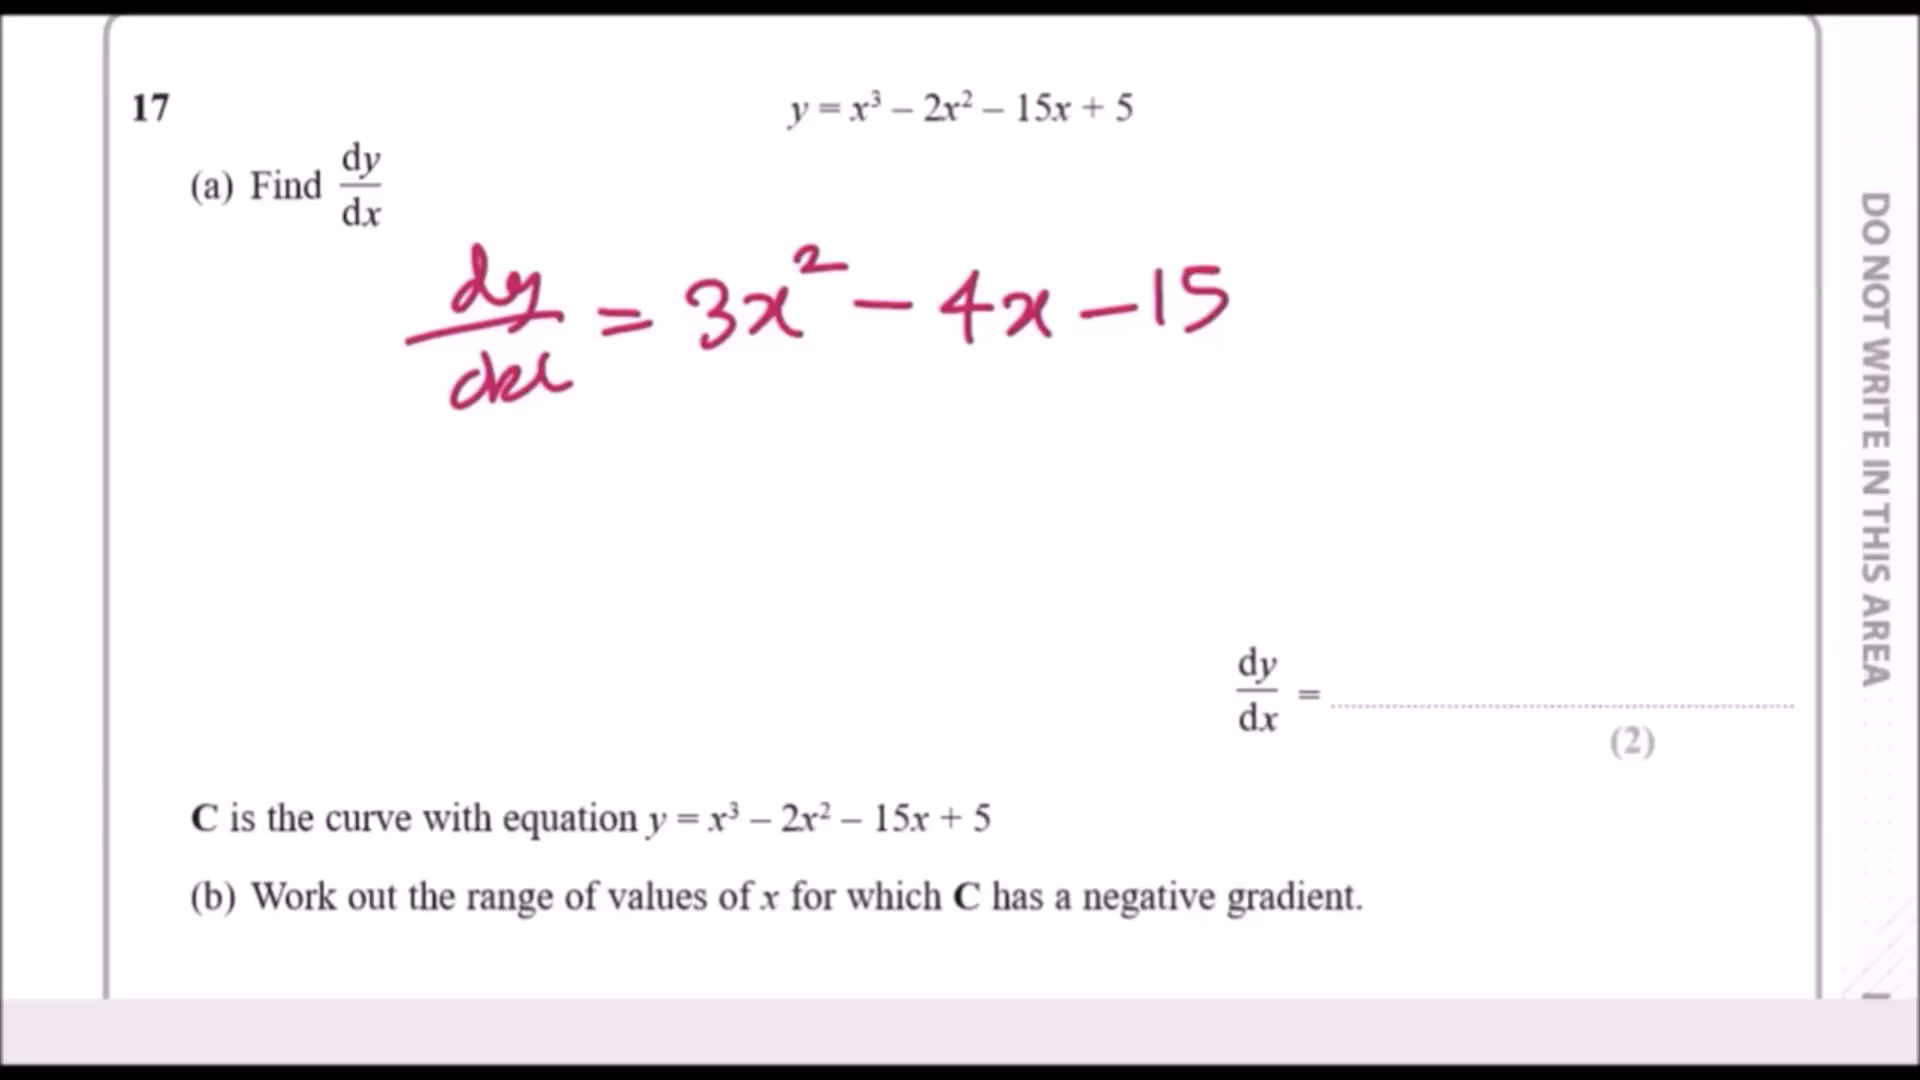 17
y = x³ – 2x² – 15x + 5
(a) Find dy/dx
dy/dx = 3x² – 4x – 15
dy/dx = ........................................
(2)
C is the curve with equation y = x³ – 2x² – 15x + 5
(b) Work out the range of values of x for which C has a negative gradient.
DO NOT WRITE IN THIS AREA